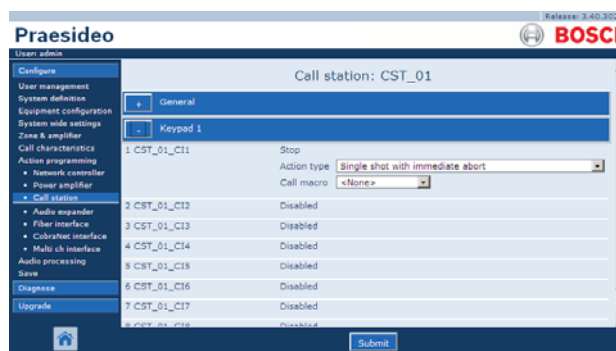 Release: 3.40.302
Praesideo
BOSCH
User: admin
Configure
User management
System definition
Equipment configuration
System wide settings
Zone & amplifier
Call characteristics
Action programming
• Network controller
• Power amplifier
• Call station
• Audio expander
• Fiber interface
• CobraNet interface
• Multi ch interface
Audio processing
Save
Diagnose
Upgrade
Call station: CST_01
+ General
- Keypad 1
1 CST_01_CI1 Stop
Action type Single shot with immediate abort
Call macro <None>
2 CST_01_CI2 Disabled
3 CST_01_CI3 Disabled
4 CST_01_CI4 Disabled
5 CST_01_CI5 Disabled
6 CST_01_CI6 Disabled
7 CST_01_CI7 Disabled
8 CST_01_CI8 Disabled
Submit